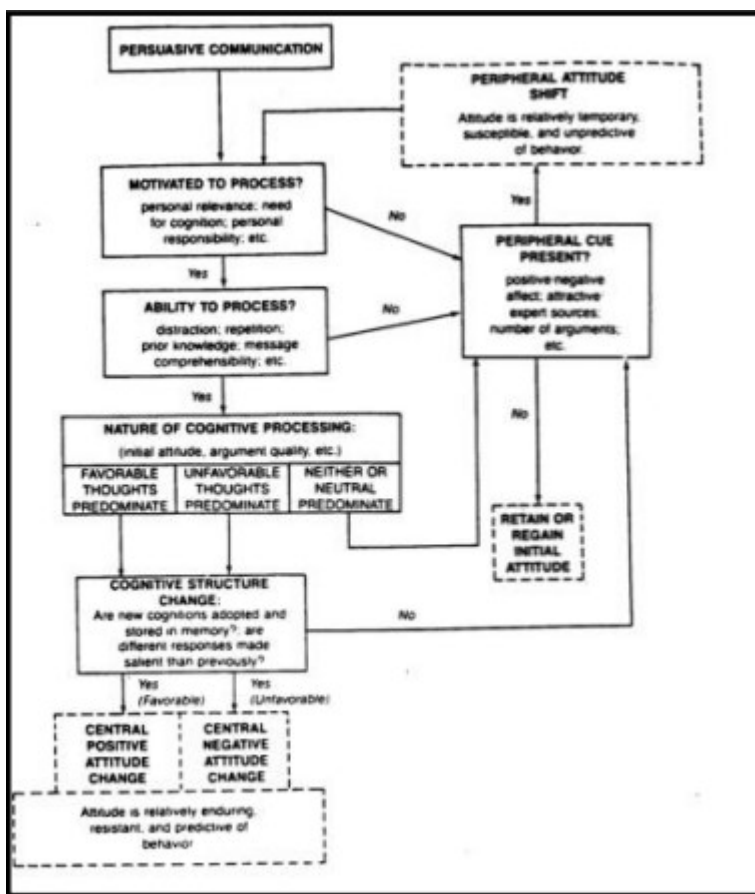 PERSUASIVE COMMUNICATION
PERIPHERAL ATTITUDE
SHIFT
Attitude is relatively temporary,
susceptible, and unpredictive
of behavior.
MOTIVATED TO PROCESS?
personal relevance; need
for cognition; personal
responsibility; etc.
No
Yes
PERIPHERAL CUE
PRESENT?
positive-negative
affect; attractive-
expert sources;
number of arguments;
etc.
Yes
ABILITY TO PROCESS?
distraction; repetition;
prior knowledge; message
comprehensibility; etc.
No
Yes
No
NATURE OF COGNITIVE PROCESSING:
(initial attitude, argument quality, etc.)
FAVORABLE
THOUGHTS
PREDOMINATE
UNFAVORABLE
THOUGHTS
PREDOMINATE
NEITHER OR
NEUTRAL
PREDOMINATE
RETAIN OR
REGAIN
INITIAL
ATTITUDE
COGNITIVE STRUCTURE
CHANGE:
Are new cognitions adopted and
stored in memory?; are
different responses made
salient than previously?
No
Yes
(Favorable)
Yes
(Unfavorable)
CENTRAL
POSITIVE
ATTITUDE
CHANGE
CENTRAL
NEGATIVE
ATTITUDE
CHANGE
Attitude is relatively enduring,
resistant, and predictive of
behavior